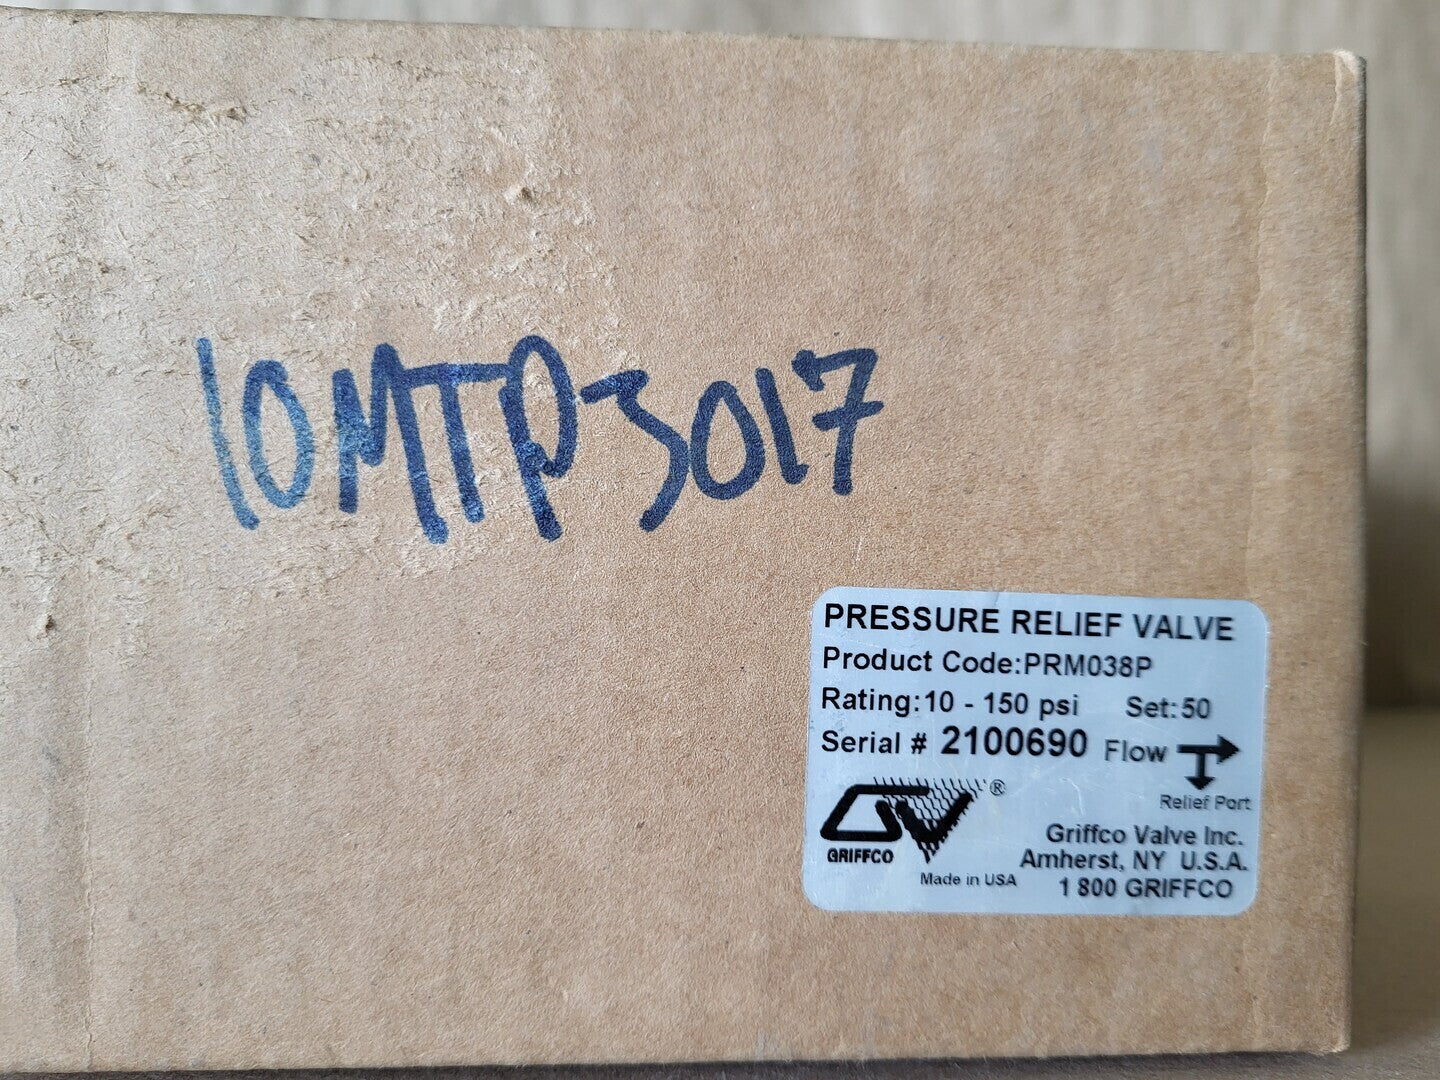 10MTP3017
PRESSURE RELIEF VALVE
Product Code:PRM038P
Rating:10 - 150 psi Set:50
Serial # 2100690 Flow
Relief Port
GV ®
GRIFFCO
Made in USA
Griffco Valve Inc.
Amherst, NY U.S.A.
1 800 GRIFFCO